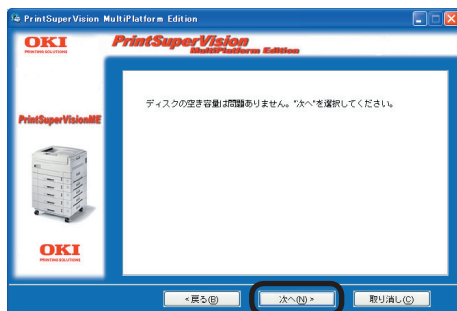 PrintSuperVision MultiPlatform Edition
OKI
PRINTING SOLUTIONS
PrintSuperVision
MultiPlatform Edition
ディスクの空き容量は問題ありません。"次へ"を選択してください。
PrintSuperVisionME
OKI
PRINTING SOLUTIONS
<戻る(B) 次へ(N)> 取り消し(C)